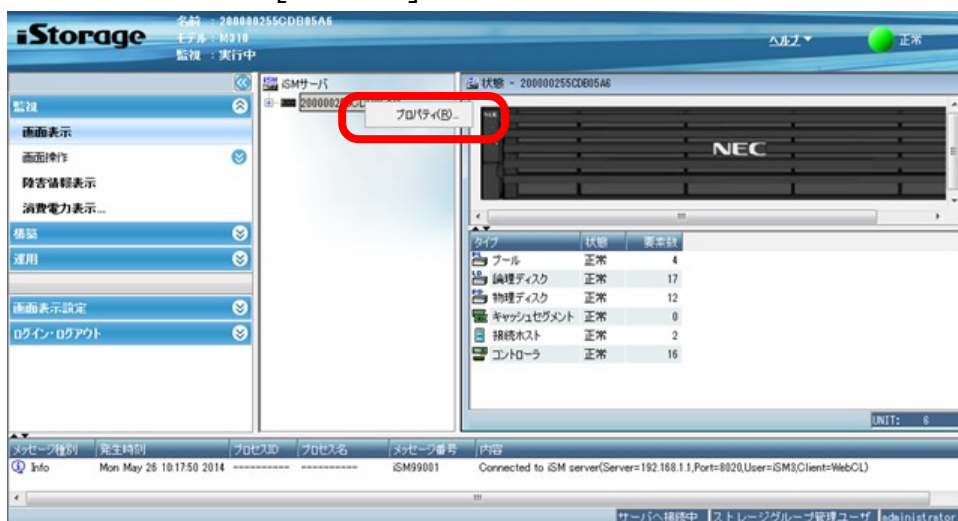 iStorage
名前 : 200000255CDB05A6
モデル : M310
監視 : 実行中
ヘルプ
正常
監視
画面表示
画面操作
障害情報表示
消費電力表示...
構築
運用
画面表示設定
ログイン・ログアウト
iSMサーバ
プロパティ(R)...
状態 - 200000255CDB05A6
NEC
タイプ 状態 要素数
プール 正常 4
論理ディスク 正常 17
物理ディスク 正常 12
キャッシュセグメント 正常 0
接続ホスト 正常 2
コントローラ 正常 16
UNIT: 6
メッセージ種別 発生時刻 プロセスID プロセス名 メッセージ番号 内容
Info Mon May 26 18:17:50 2014 ---------- ---------- iSM99001 Connected to iSM server(Server=192.168.1.1,Port=8020,User=iSM3,Client=WebCL)
サーバへ接続中 ストレージグループ管理ユーザ administrator